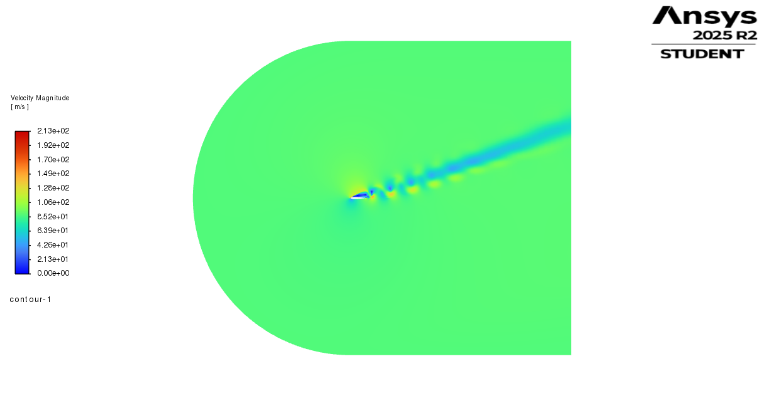 Ansys
2025 R2
STUDENT
Velocity Magnitude
[ m/s ]
2.13e+02
1.92e+02
1.70e+02
1.49e+02
1.28e+02
1.06e+02
8.52e+01
6.39e+01
4.26e+01
2.13e+01
0.00e+00
contour-1